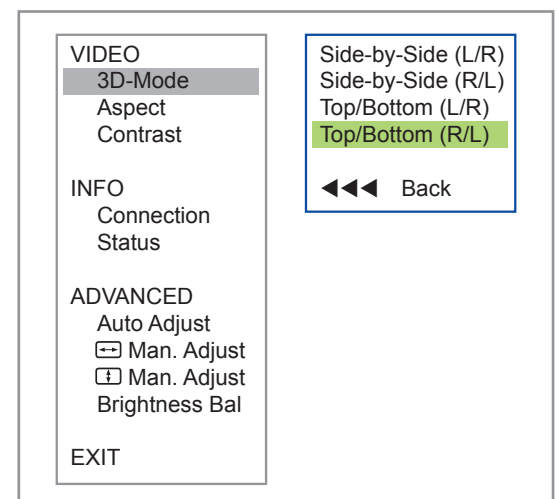 VIDEO
3D-Mode
Aspect
Contrast
INFO
Connection
Status
ADVANCED
Auto Adjust
Man. Adjust
Man. Adjust
Brightness Bal
EXIT
Side-by-Side (L/R)
Side-by-Side (R/L)
Top/Bottom (L/R)
Top/Bottom (R/L)
◀◀◀ Back